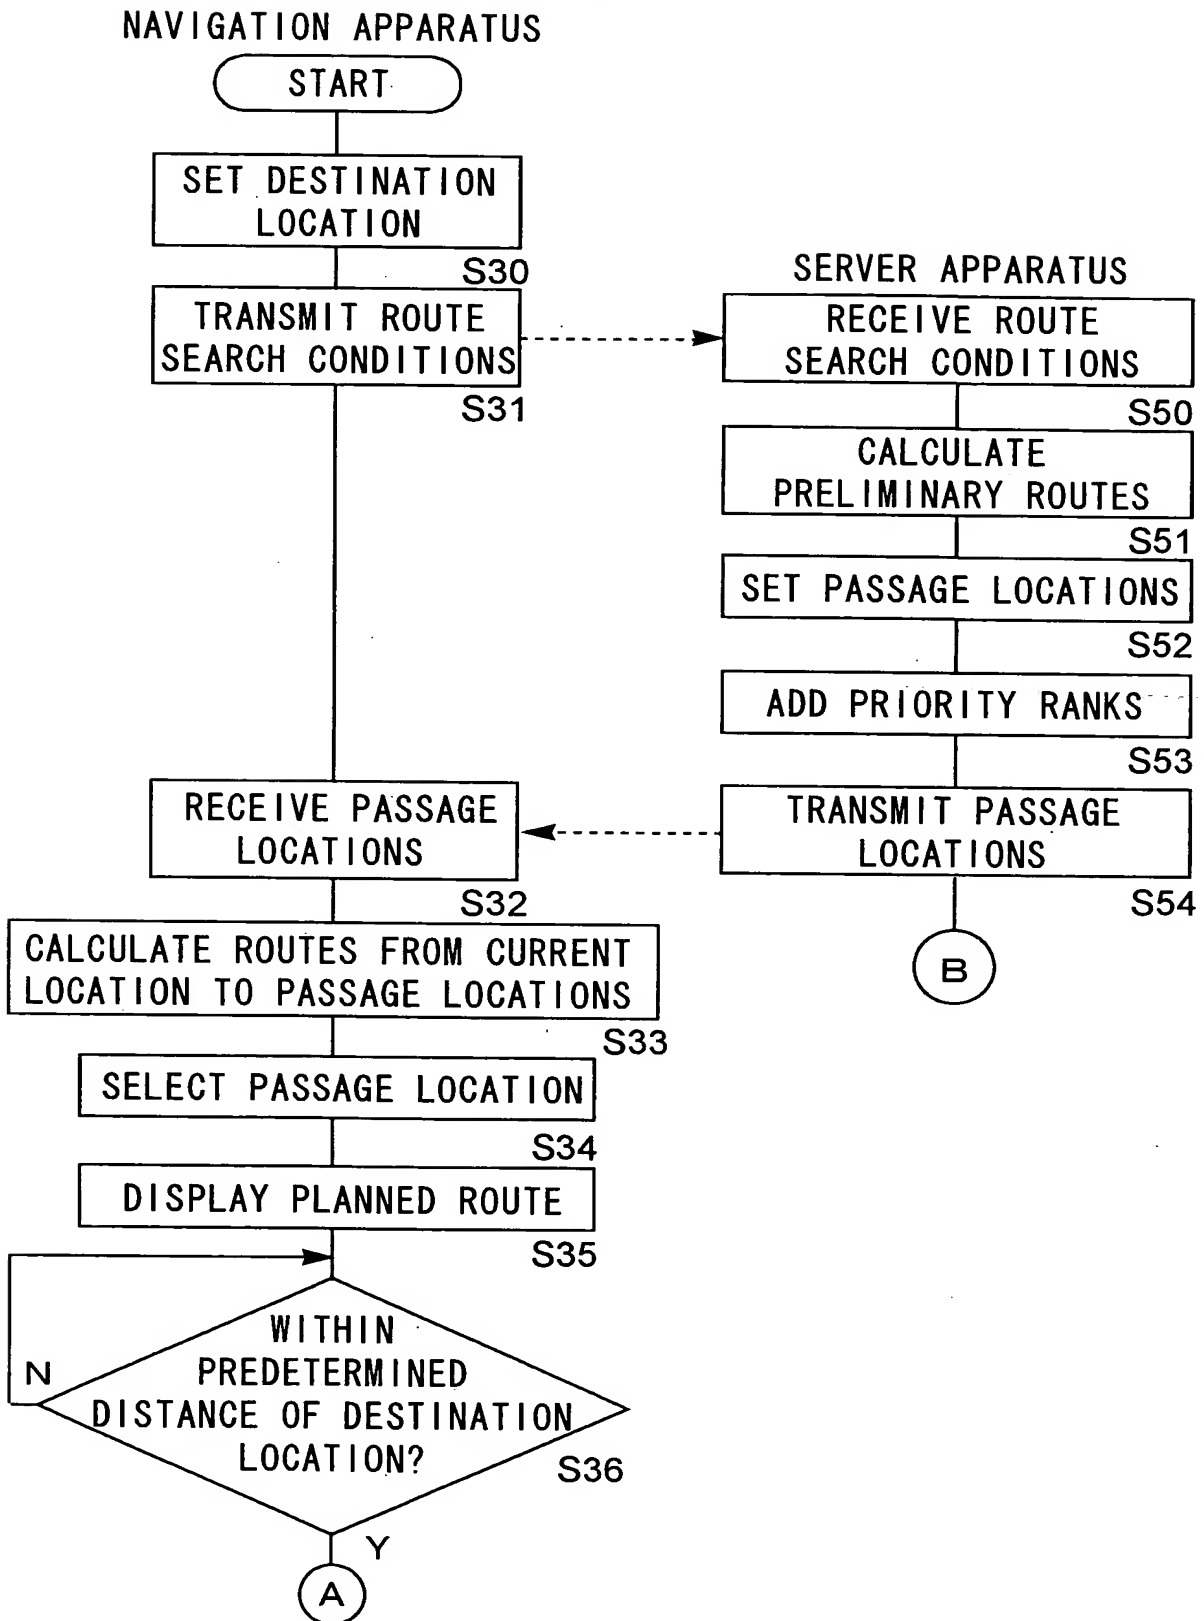 NAVIGATION APPARATUS
START
SET DESTINATION
LOCATION
S30
TRANSMIT ROUTE
SEARCH CONDITIONS
S31
SERVER APPARATUS
RECEIVE ROUTE
SEARCH CONDITIONS
S50
CALCULATE
PRELIMINARY ROUTES
S51
SET PASSAGE LOCATIONS
S52
ADD PRIORITY RANKS
S53
TRANSMIT PASSAGE
LOCATIONS
S54
B
RECEIVE PASSAGE
LOCATIONS
S32
CALCULATE ROUTES FROM CURRENT
LOCATION TO PASSAGE LOCATIONS
S33
SELECT PASSAGE LOCATION
S34
DISPLAY PLANNED ROUTE
S35
WITHIN
PREDETERMINED
DISTANCE OF DESTINATION
LOCATION?
N
S36
Y
A